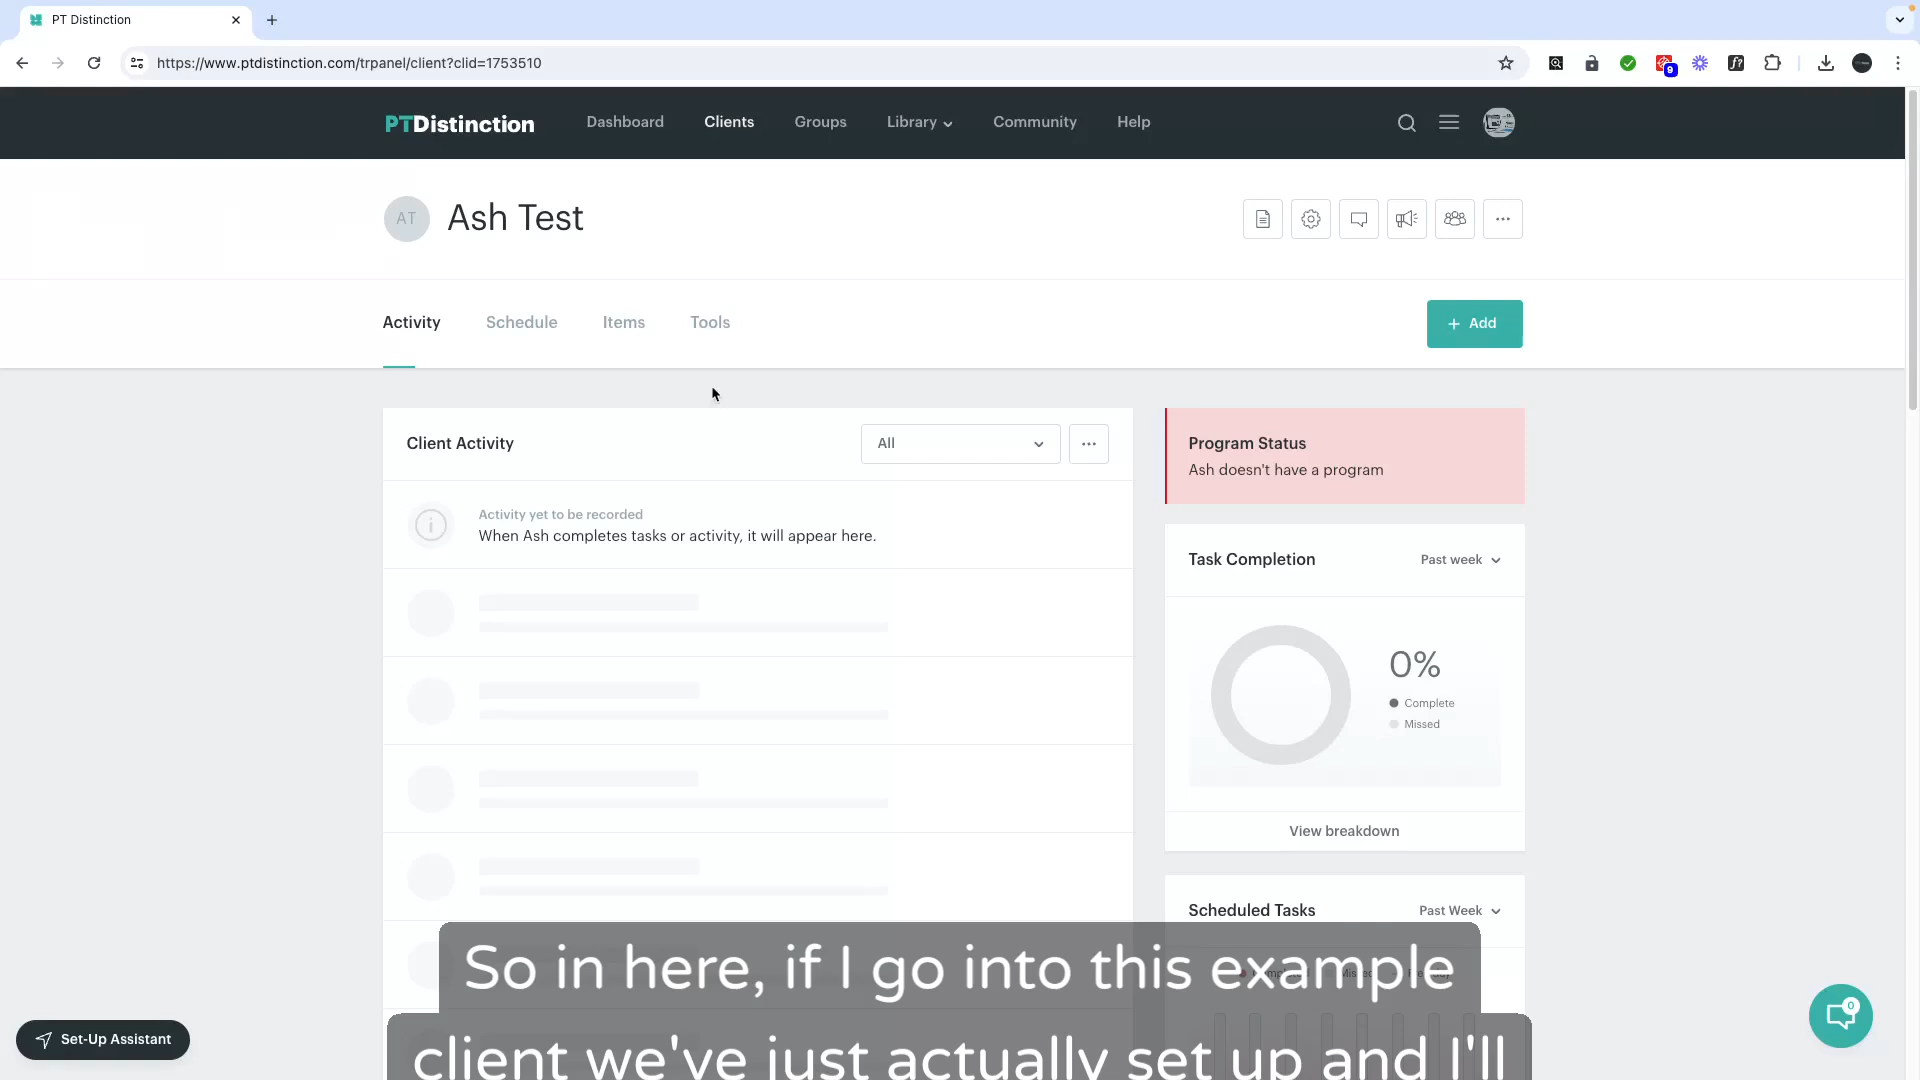 PT Distinction
https://www.ptdistinction.com/trpanel/client?clid=1753510
9
f?
PTDistinction
Dashboard
Clients
Groups
Library
Community
Help
AT
Ash Test
Activity
Schedule
Items
Tools
+ Add
Client Activity
All
Activity yet to be recorded
When Ash completes tasks or activity, it will appear here.
Program Status
Ash doesn't have a program
Task Completion
Past week
0%
Complete
Missed
View breakdown
Scheduled Tasks
Past Week
So in here, if I go into this example
client we've just actually set up and I'll
Set-Up Assistant
0